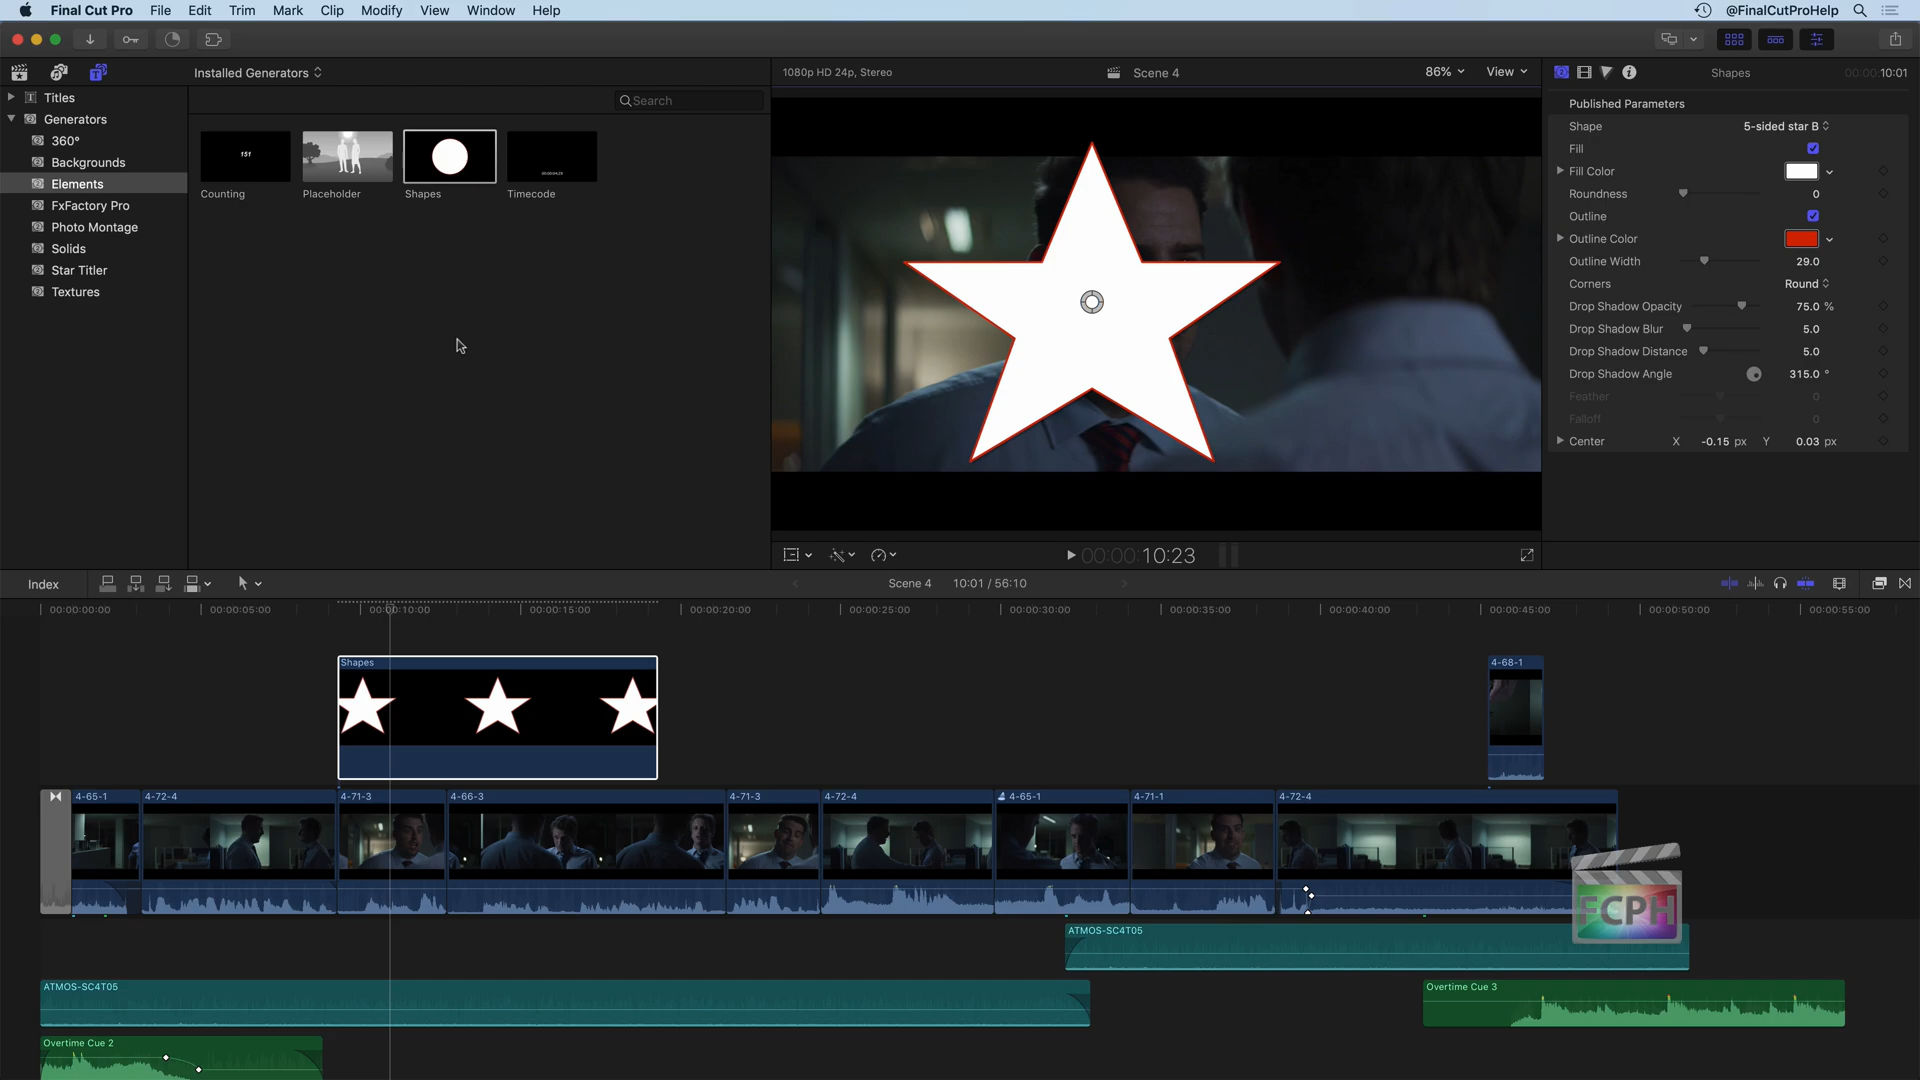 Final Cut Pro File Edit Trim Mark Clip Modify View Window Help @FinalCutProHelp
Installed Generators 1080p HD 24p, Stereo Scene 4 86% View Shapes 00:00:10:01
Titles
Generators
360°
Backgrounds
Elements
FxFactory Pro
Photo Montage
Solids
Star Titler
Textures
Search
151
00:00:04:29
Counting Placeholder Shapes Timecode
Published Parameters
Shape 5-sided star B
Fill
Fill Color
Roundness 0
Outline
Outline Color
Outline Width 29.0
Corners Round
Drop Shadow Opacity 75.0 %
Drop Shadow Blur 5.0
Drop Shadow Distance 5.0
Drop Shadow Angle 315.0 °
Feather 0
Falloff 0
Center X -0.15 px Y 0.03 px
00:00:10:23
Index Scene 4 10:01 / 56:10
00:00:00:00 00:00:05:00 00:00:10:00 00:00:15:00 00:00:20:00 00:00:25:00 00:00:30:00 00:00:35:00 00:00:40:00 00:00:45:00 00:00:50:00 00:00:55:00
Shapes 4-68-1
4-65-1 4-72-4 4-71-3 4-66-3 4-71-3 4-72-4 4-65-1 4-71-1 4-72-4
FCPH
ATMOS-SC4T05
ATMOS-SC4T05 Overtime Cue 3
Overtime Cue 2